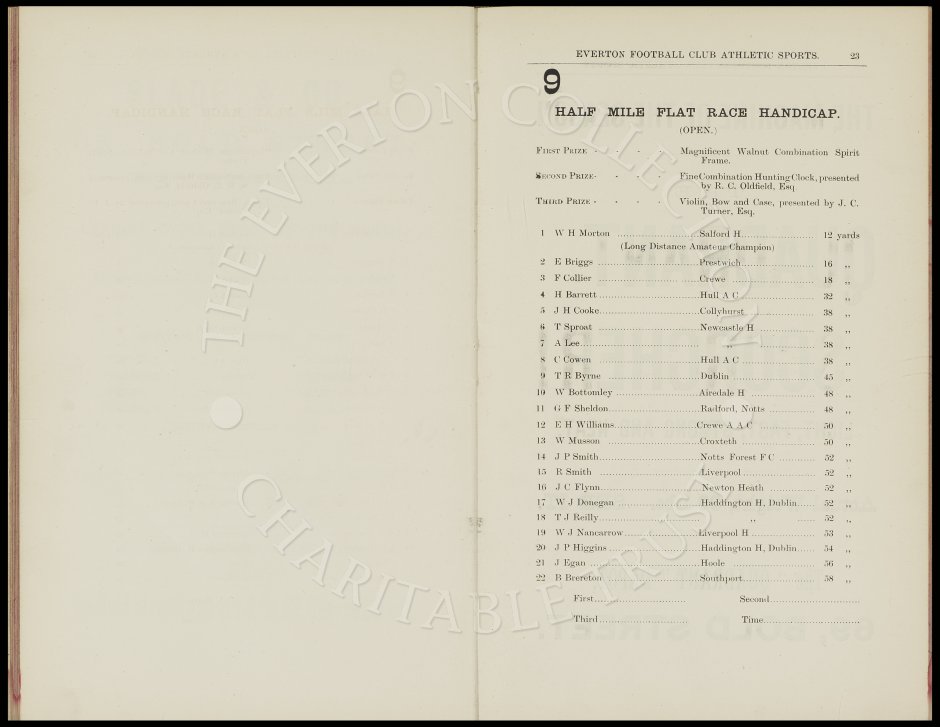 EVERTON FOOTBALL CLUB ATHLETIC SPORTS. 23
9
HALF MILE FLAT RACE HANDICAP.
(OPEN.)
FIRST PRIZE - - - - Magnificent Walnut Combination Spirit
Frame.
SECOND PRIZE- - - - Fine Combination Hunting Clock, presented
by R. C. Oldfield, Esq.
THIRD PRIZE - - - - Violin, Bow and Case, presented by J. C.
Turner, Esq.
1 W H Morton ........ Salford H........ 12 yards
(Long Distance Amateur Champion)
2 E Briggs ........ Prestwich........ 16 ,,
3 F Collier ........ Crewe ........ 18 ,,
4 H Barrett........ Hull A C ........ 32 ,,
5 J H Cooke........ Collyhurst ........ 38 ,,
6 T Sproat ........ Newcastle H ........ 38 ,,
7 A Lee........ ,, ........ 38 ,,
8 C Cowen ........ Hull A C ........ 38 ,,
9 T R Byrne ........ Dublin ........ 45 ,,
10 W Bottomley ........ Airedale H ........ 48 ,,
11 G F Sheldon........ Radford, Notts ........ 48 ,,
12 E H Williams........ Crewe A A C ........ 50 ,,
13 W Musson ........ Croxteth ........ 50 ,,
14 J P Smith........ Notts Forest F C ........ 52 ,,
15 R Smith ........ Liverpool........ 52 ,,
16 J C Flynn........ Newton Heath ........ 52 ,,
17 W J Donegan ........ Haddington H, Dublin..... 52 ,,
18 T J Reilly........ ,, ..... 52 ,,
19 W J Nancarrow........ Liverpool H ........ 53 ,,
20 J P Higgins ........ Haddington H, Dublin..... 54 ,,
21 J Egan ........ Hoole ........ 56 ,,
22 B Brereton ........ Southport........ 58 ,,
First........ Second........
Third........ Time........
THE EVERTON COLLECTION
CHARITABLE TRUST